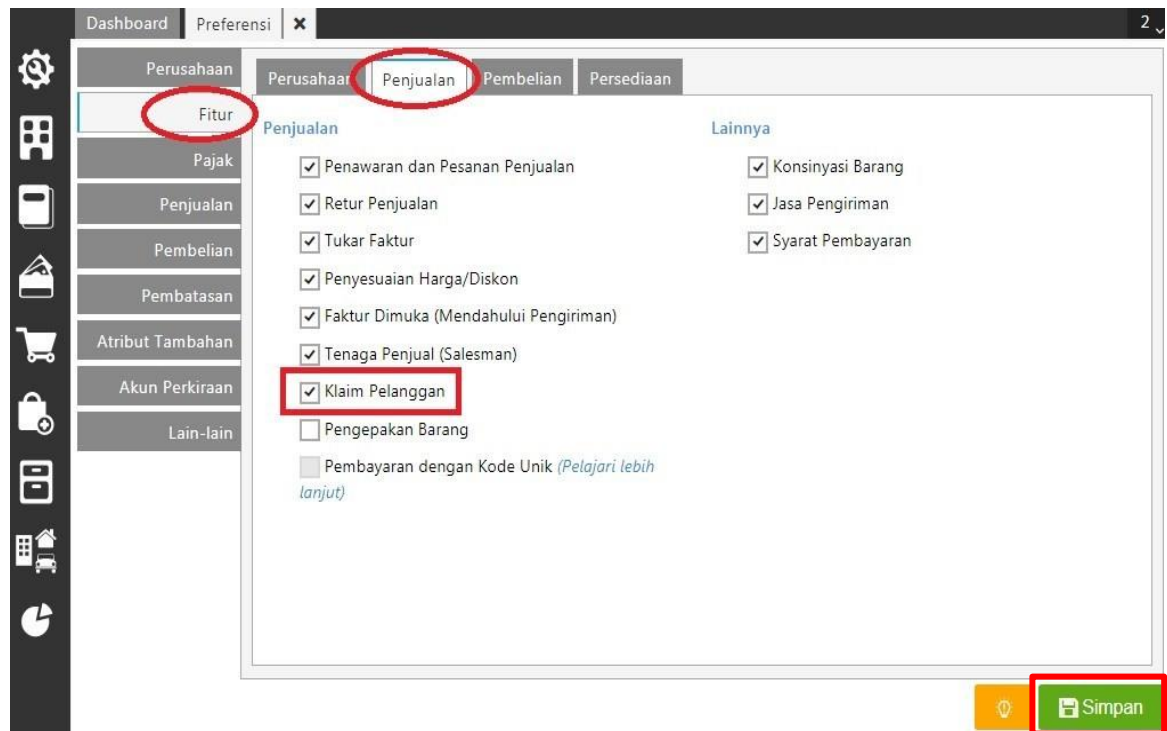 Dashboard
Preferensi
2
Perusahaan
Fitur
Pajak
Penjualan
Pembelian
Pembatasan
Atribut Tambahan
Akun Perkiraan
Lain-lain
Perusahaan
Penjualan
Pembelian
Persediaan
Penjualan
Penawaran dan Pesanan Penjualan
Retur Penjualan
Tukar Faktur
Penyesuaian Harga/Diskon
Faktur Dimuka (Mendahului Pengiriman)
Tenaga Penjual (Salesman)
Klaim Pelanggan
Pengepakan Barang
Pembayaran dengan Kode Unik (Pelajari lebih
lanjut)
Lainnya
Konsinyasi Barang
Jasa Pengiriman
Syarat Pembayaran
Simpan